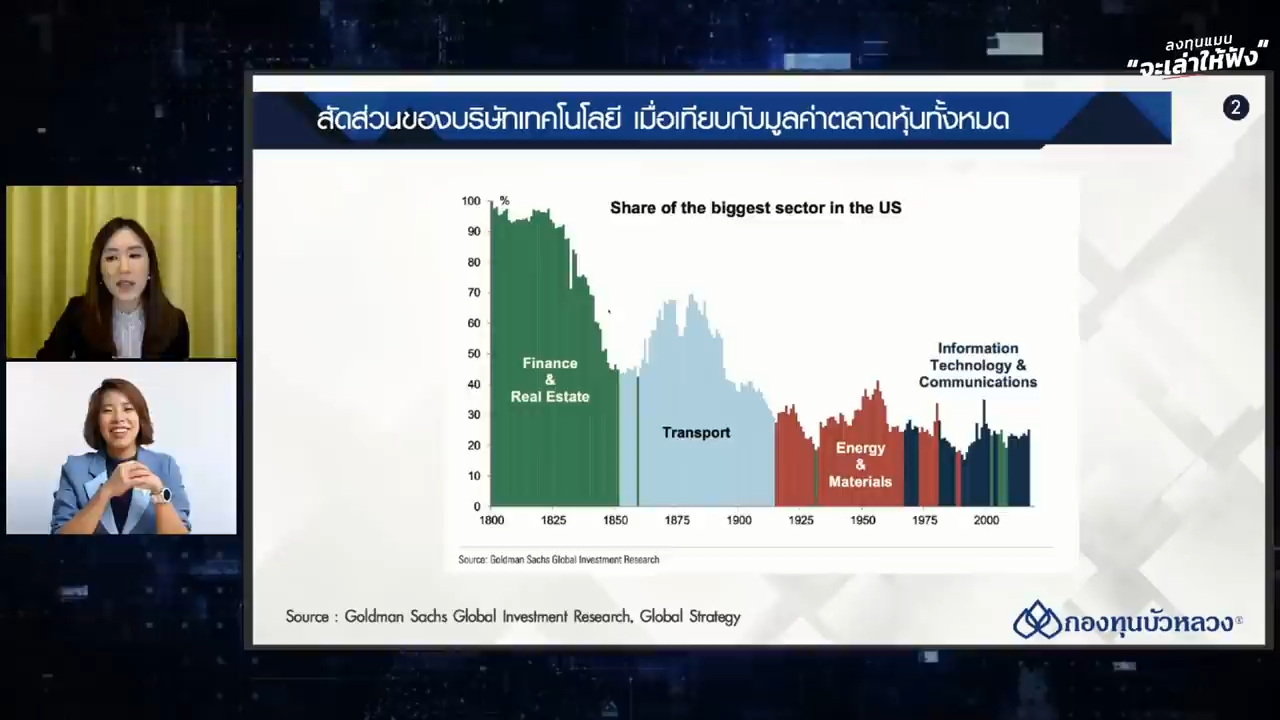 ลงทุนแมน
"จะเล่าให้ฟัง"
สัดส่วนของบริษัทเทคโนโลยี เมื่อเทียบกับมูลค่าตลาดหุ้นทั้งหมด
2
Share of the biggest sector in the US
%
100
90
80
70
60
50
40
30
20
10
0
Finance
&
Real Estate
Transport
Energy
&
Materials
Information
Technology &
Communications
1800 1825 1850 1875 1900 1925 1950 1975 2000
Source: Goldman Sachs Global Investment Research
Source : Goldman Sachs Global Investment Research, Global Strategy
กองทุนบัวหลวง®